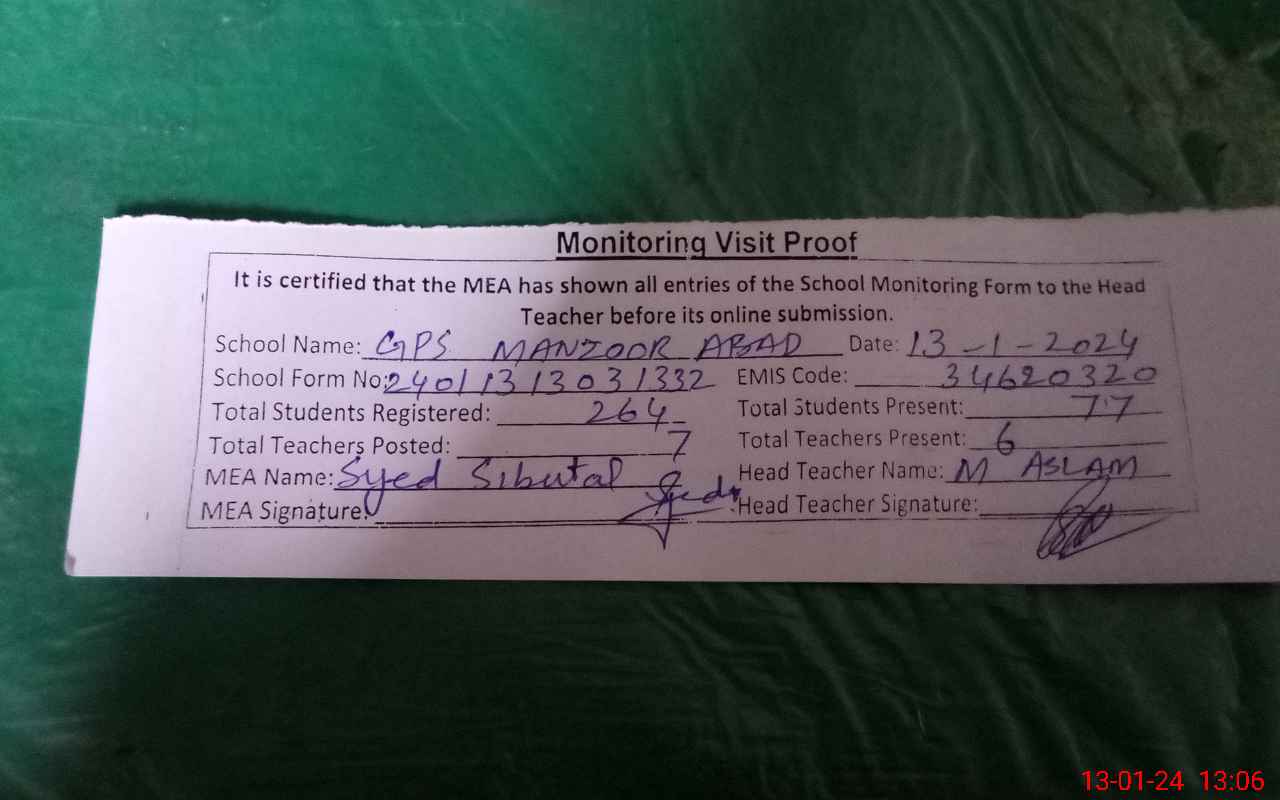 Monitoring Visit Proof
It is certified that the MEA has shown all entries of the School Monitoring Form to the Head
Teacher before its online submission.
School Name: GPS MANZOOR ABAD Date: 13-1-2024
School Form No: 24011313031332 EMIS Code: 34620320
Total Students Registered: 264 Total Students Present: 77
Total Teachers Posted: 7 Total Teachers Present: 6
MEA Name: Syed Sibutal Head Teacher Name: M ASLAM
MEA Signature: Syed Head Teacher Signature:
13-01-24 13:06